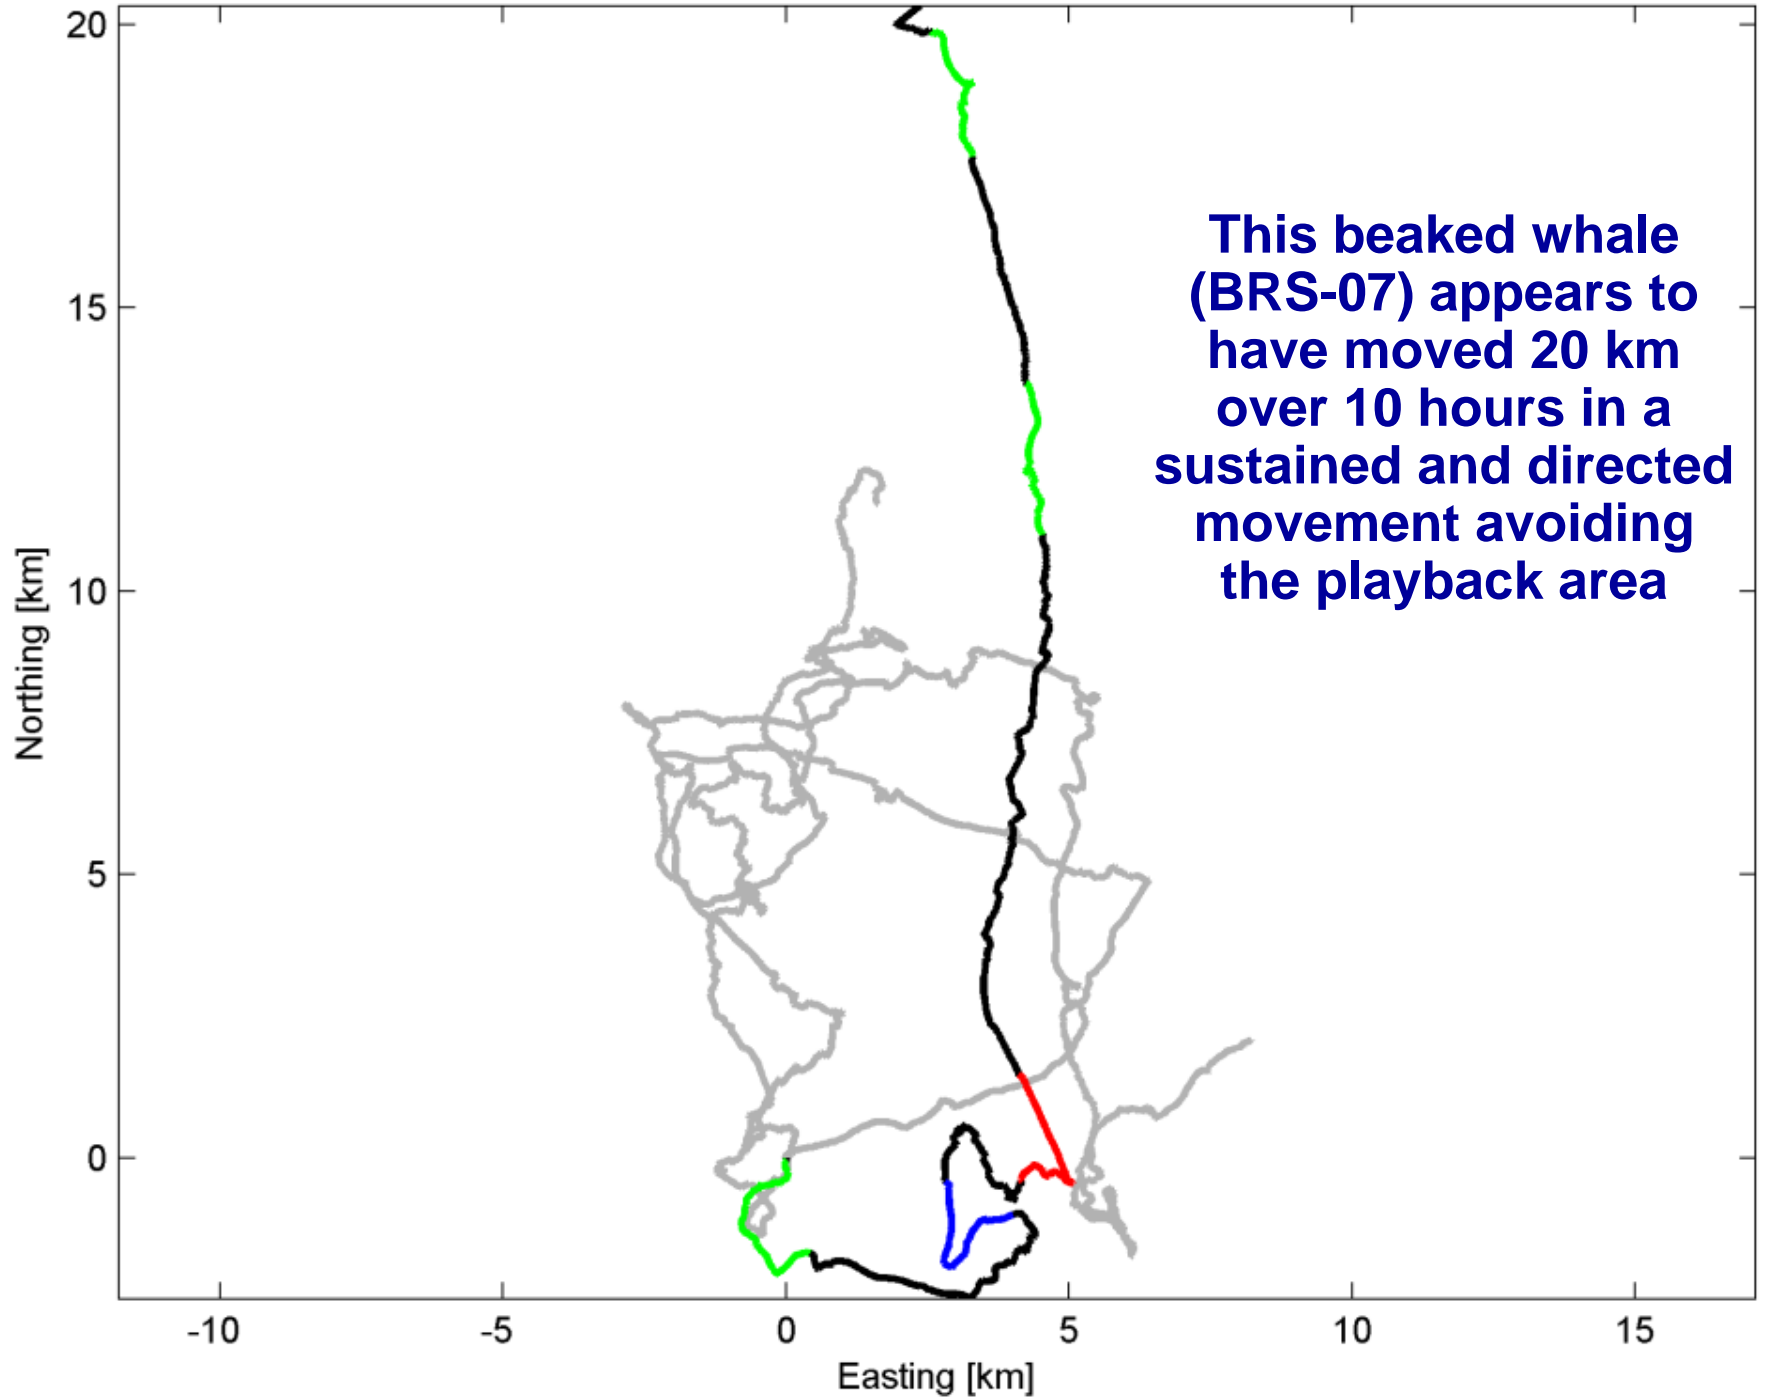 20
15
10
5
0
-10
-5
0
5
10
15
Northing [km]
Easting [km]
This beaked whale
(BRS-07) appears to
have moved 20 km
over 10 hours in a
sustained and directed
movement avoiding
the playback area